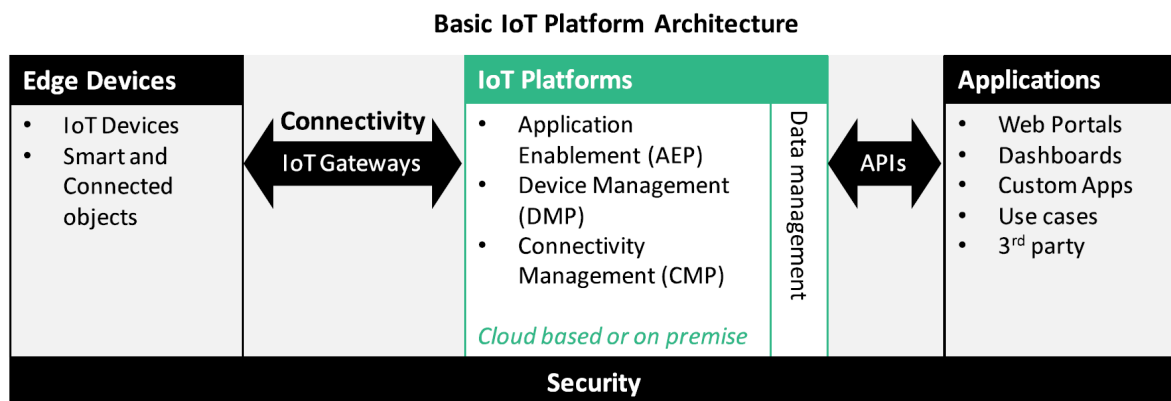 Basic IoT Platform Architecture
Edge Devices
• IoT Devices
• Smart and
Connected
objects
Connectivity
IoT Gateways
IoT Platforms
• Application
Enablement (AEP)
• Device Management
(DMP)
• Connectivity
Management (CMP)
Cloud based or on premise
Data management
APIs
Applications
• Web Portals
• Dashboards
• Custom Apps
• Use cases
• 3rd party
Security